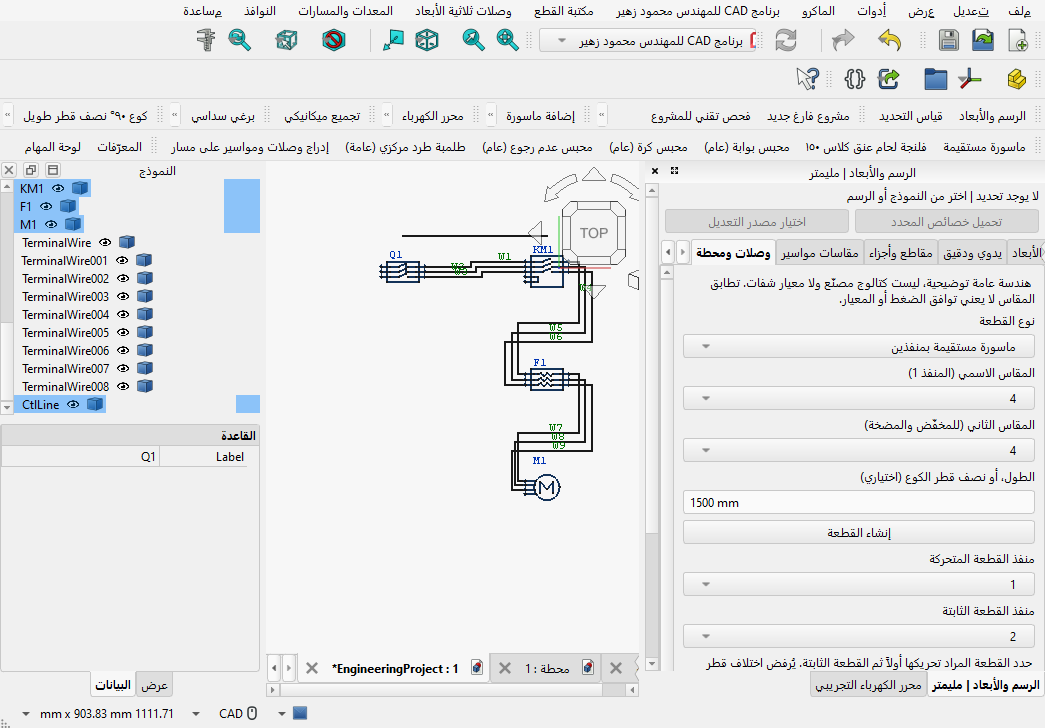 ملف تعديل عرض أدوات الماكرو برنامج CAD للمهندس محمود زهير مكتبة القطع وصلات ثلاثية الأبعاد المعدات والمسارات النوافذ مساعدة
برنامج CAD للمهندس محمود زهير
الرسم والأبعاد قياس التحديد مشروع فارغ جديد فحص تقني للمشروع إضافة ماسورة محرر الكهرباء تجميع ميكانيكي برغي سداسي كوع ٩٠° نصف قطر طويل
ماسورة مستقيمة فلنجة لحام عنق كلاس ١٥٠ محبس بوابة (عام) محبس كرة (عام) محبس عدم رجوع (عام) طلمبة طرد مركزي (عامة) إدراج وصلات ومواسير على مسار المعرّفات لوحة المهام
الرسم والأبعاد | مليمتر
لا يوجد تحديد | اختر من النموذج أو الرسم
تحميل خصائص المحدد اختيار مصدر التعديل
الأبعاد يدوي ودقيق مقاطع وأجزاء مقاسات مواسير وصلات ومحطة
هندسة عامة توضيحية، ليست كتالوج مصنّع ولا معيار شفات. تطابق
المقاس لا يعني توافق الضغط أو المعيار.
نوع القطعة
ماسورة مستقيمة بمنفذين
المقاس الاسمي (المنفذ 1)
4
المقاس الثاني (للمخفّض والمضخة)
4
الطول، أو نصف قطر الكوع (اختياري)
1500 mm
إنشاء القطعة
منفذ القطعة المتحركة
1
منفذ القطعة الثابتة
2
حدد القطعة المراد تحريكها أولاً ثم القطعة الثابتة. يُرفض اختلاف قطر
الرسم والأبعاد | مليمتر محرر الكهرباء التجريبي
TOP
Q1
KM1
W1
W2
W5
W6
F1
W7
W8
W9
M1
M
محطة : 1
*EngineeringProject : 1
النموذج
KM1
F1
M1
TerminalWire
TerminalWire001
TerminalWire002
TerminalWire003
TerminalWire004
TerminalWire005
TerminalWire006
TerminalWire007
TerminalWire008
CtlLine
القاعدة
Label Q1
عرض البيانات
CAD
mm x 903.83 mm 1111.71